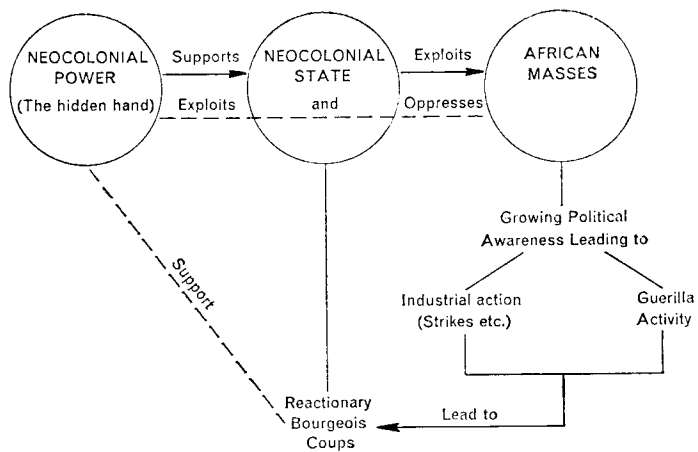 NEOCOLONIAL
POWER
(The hidden hand)
Supports
NEOCOLONIAL
STATE
Exploits
AFRICAN
MASSES
Exploits and Oppresses
Growing Political
Awareness Leading to
Industrial action
(Strikes etc.)
Guerilla
Activity
Support
Reactionary
Bourgeois
Coups
Lead to